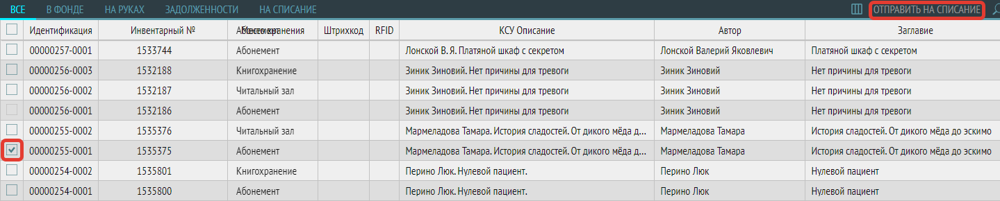 ВСЕ В ФОНДЕ НА РУКАХ ЗАДОЛЖЕННОСТИ НА СПИСАНИЕ ОТПРАВИТЬ НА СПИСАНИЕ
Идентификация Инвентарный № Место хранения Абонемент Штрихкод RFID КСУ Описание Автор Заглавие
00000257-0001 1533744 Абонемент Лонской В. Я. Платяной шкаф с секретом Лонской Валерий Яковлевич Платяной шкаф с секретом
00000256-0003 1532188 Книгохранение Зиник Зиновий. Нет причины для тревоги Зиник Зиновий Нет причины для тревоги
00000256-0002 1532187 Читальный зал Зиник Зиновий. Нет причины для тревоги Зиник Зиновий Нет причины для тревоги
00000256-0001 1532186 Абонемент Зиник Зиновий. Нет причины для тревоги Зиник Зиновий Нет причины для тревоги
00000255-0002 1535376 Читальный зал Мармеладова Тамара. История сладостей. От дикого мёда д... Мармеладова Тамара История сладостей. От дикого мёда до эскимо
00000255-0001 1535375 Абонемент Мармеладова Тамара. История сладостей. От дикого мёда д... Мармеладова Тамара История сладостей. От дикого мёда до эскимо
00000254-0002 1535801 Книгохранение Перино Люк. Нулевой пациент. Перино Люк Нулевой пациент
00000254-0001 1535800 Абонемент Перино Люк. Нулевой пациент. Перино Люк Нулевой пациент